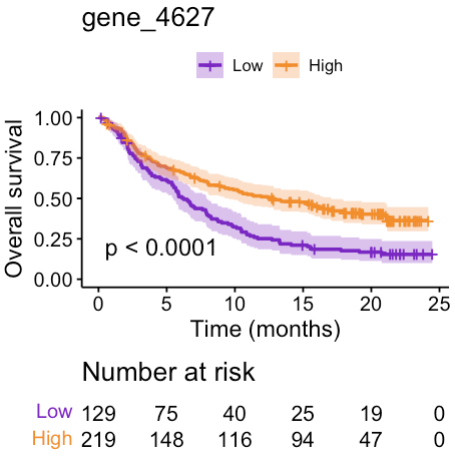 gene_4627
Low High
Overall survival
1.00
0.75
0.50
0.25
0.00
p < 0.0001
0 5 10 15 20 25
Time (months)
Number at risk
Low 129 75 40 25 19 0
High 219 148 116 94 47 0